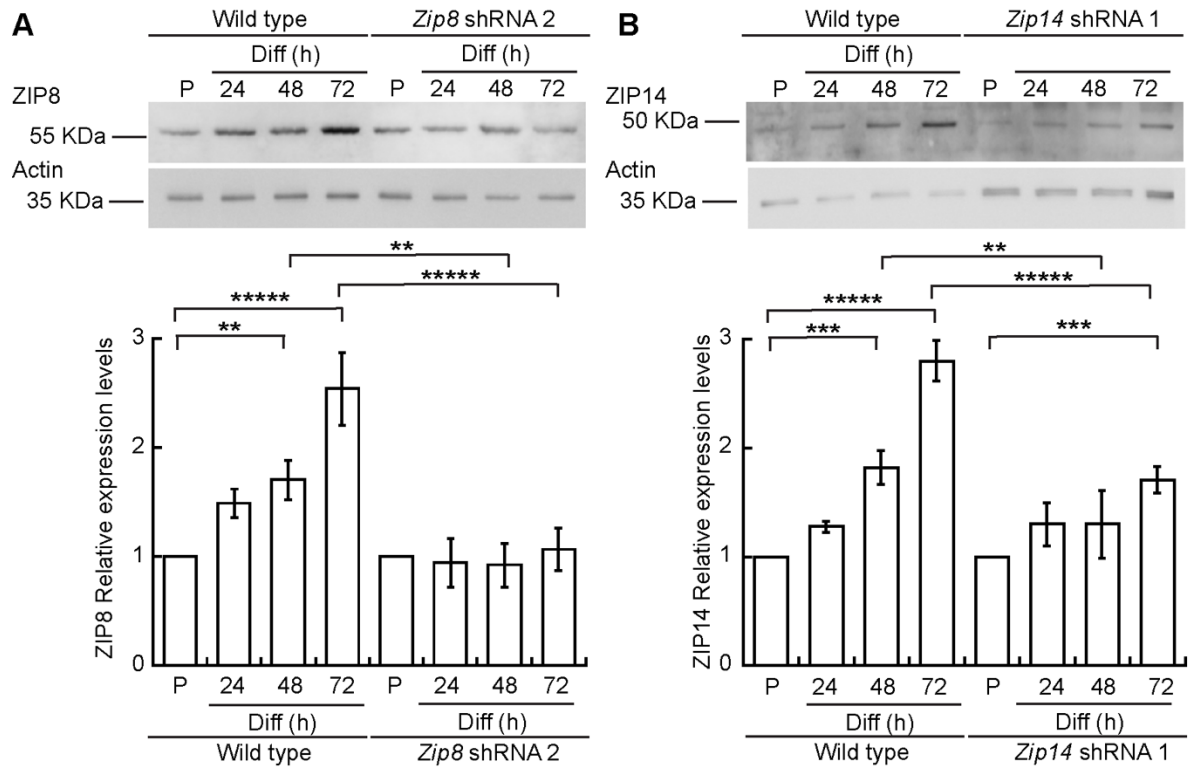 A
Wild type
Zip8 shRNA 2
Diff (h)
Diff (h)
P 24 48 72 P 24 48 72
ZIP8
55 KDa
Actin
35 KDa
**
*****
*****
**
3
2
1
0
ZIP8 Relative expression levels
P 24 48 72 P 24 48 72
Diff (h)
Diff (h)
Wild type
Zip8 shRNA 2
B
Wild type
Zip14 shRNA 1
Diff (h)
P 24 48 72 P 24 48 72
ZIP14
50 KDa
Actin
35 KDa
**
*****
*****
***
***
3
2
1
0
ZIP14 Relative expression levels
P 24 48 72 P 24 48 72
Diff (h)
Diff (h)
Wild type
Zip14 shRNA 1